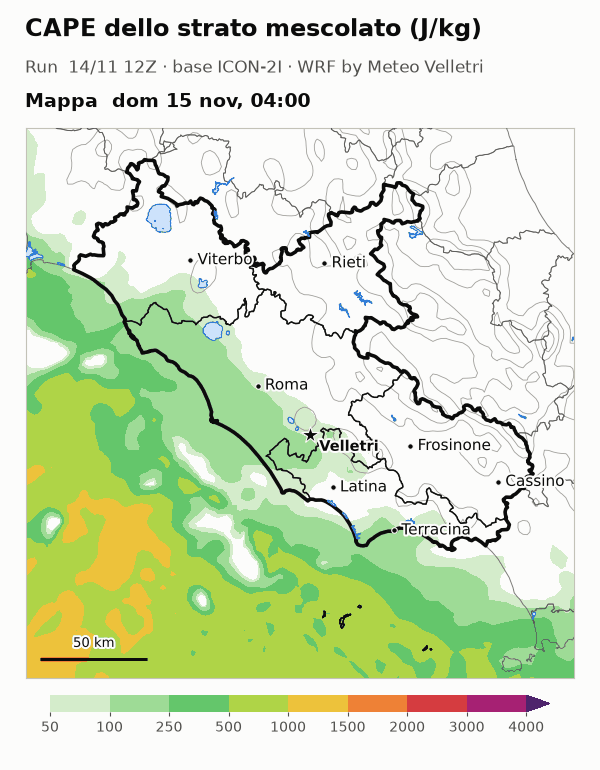 CAPE dello strato mescolato (J/kg)
Run  14/11 12Z · base ICON-2I · WRF by Meteo Velletri
Mappa  dom 15 nov, 04:00
Viterbo
Rieti
Roma
Velletri
Frosinone
Latina
Cassino
Terracina
50 km
50 100 250 500 1000 1500 2000 3000 4000